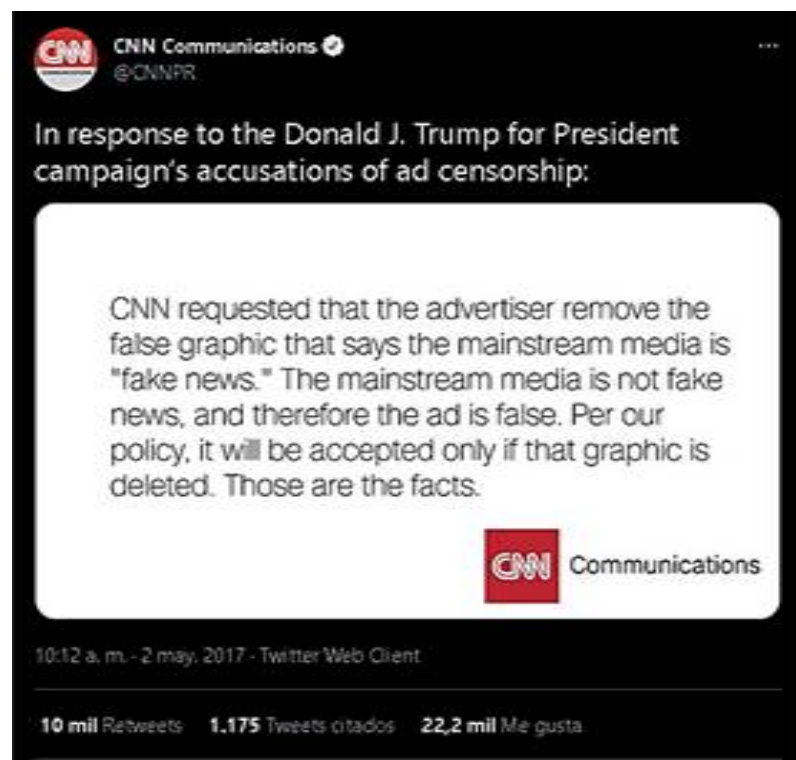 CNN
CNN Communications
@CNNPR
In response to the Donald J. Trump for President
campaign's accusations of ad censorship:
CNN requested that the advertiser remove the
false graphic that says the mainstream media is
"fake news." The mainstream media is not fake
news, and therefore the ad is false. Per our
policy, it will be accepted only if that graphic is
deleted. Those are the facts.
CNN Communications
10:12 a. m. - 2 may. 2017 - Twitter Web Client
10 mil Retweets 1.175 Tweets citados 22,2 mil Me gusta